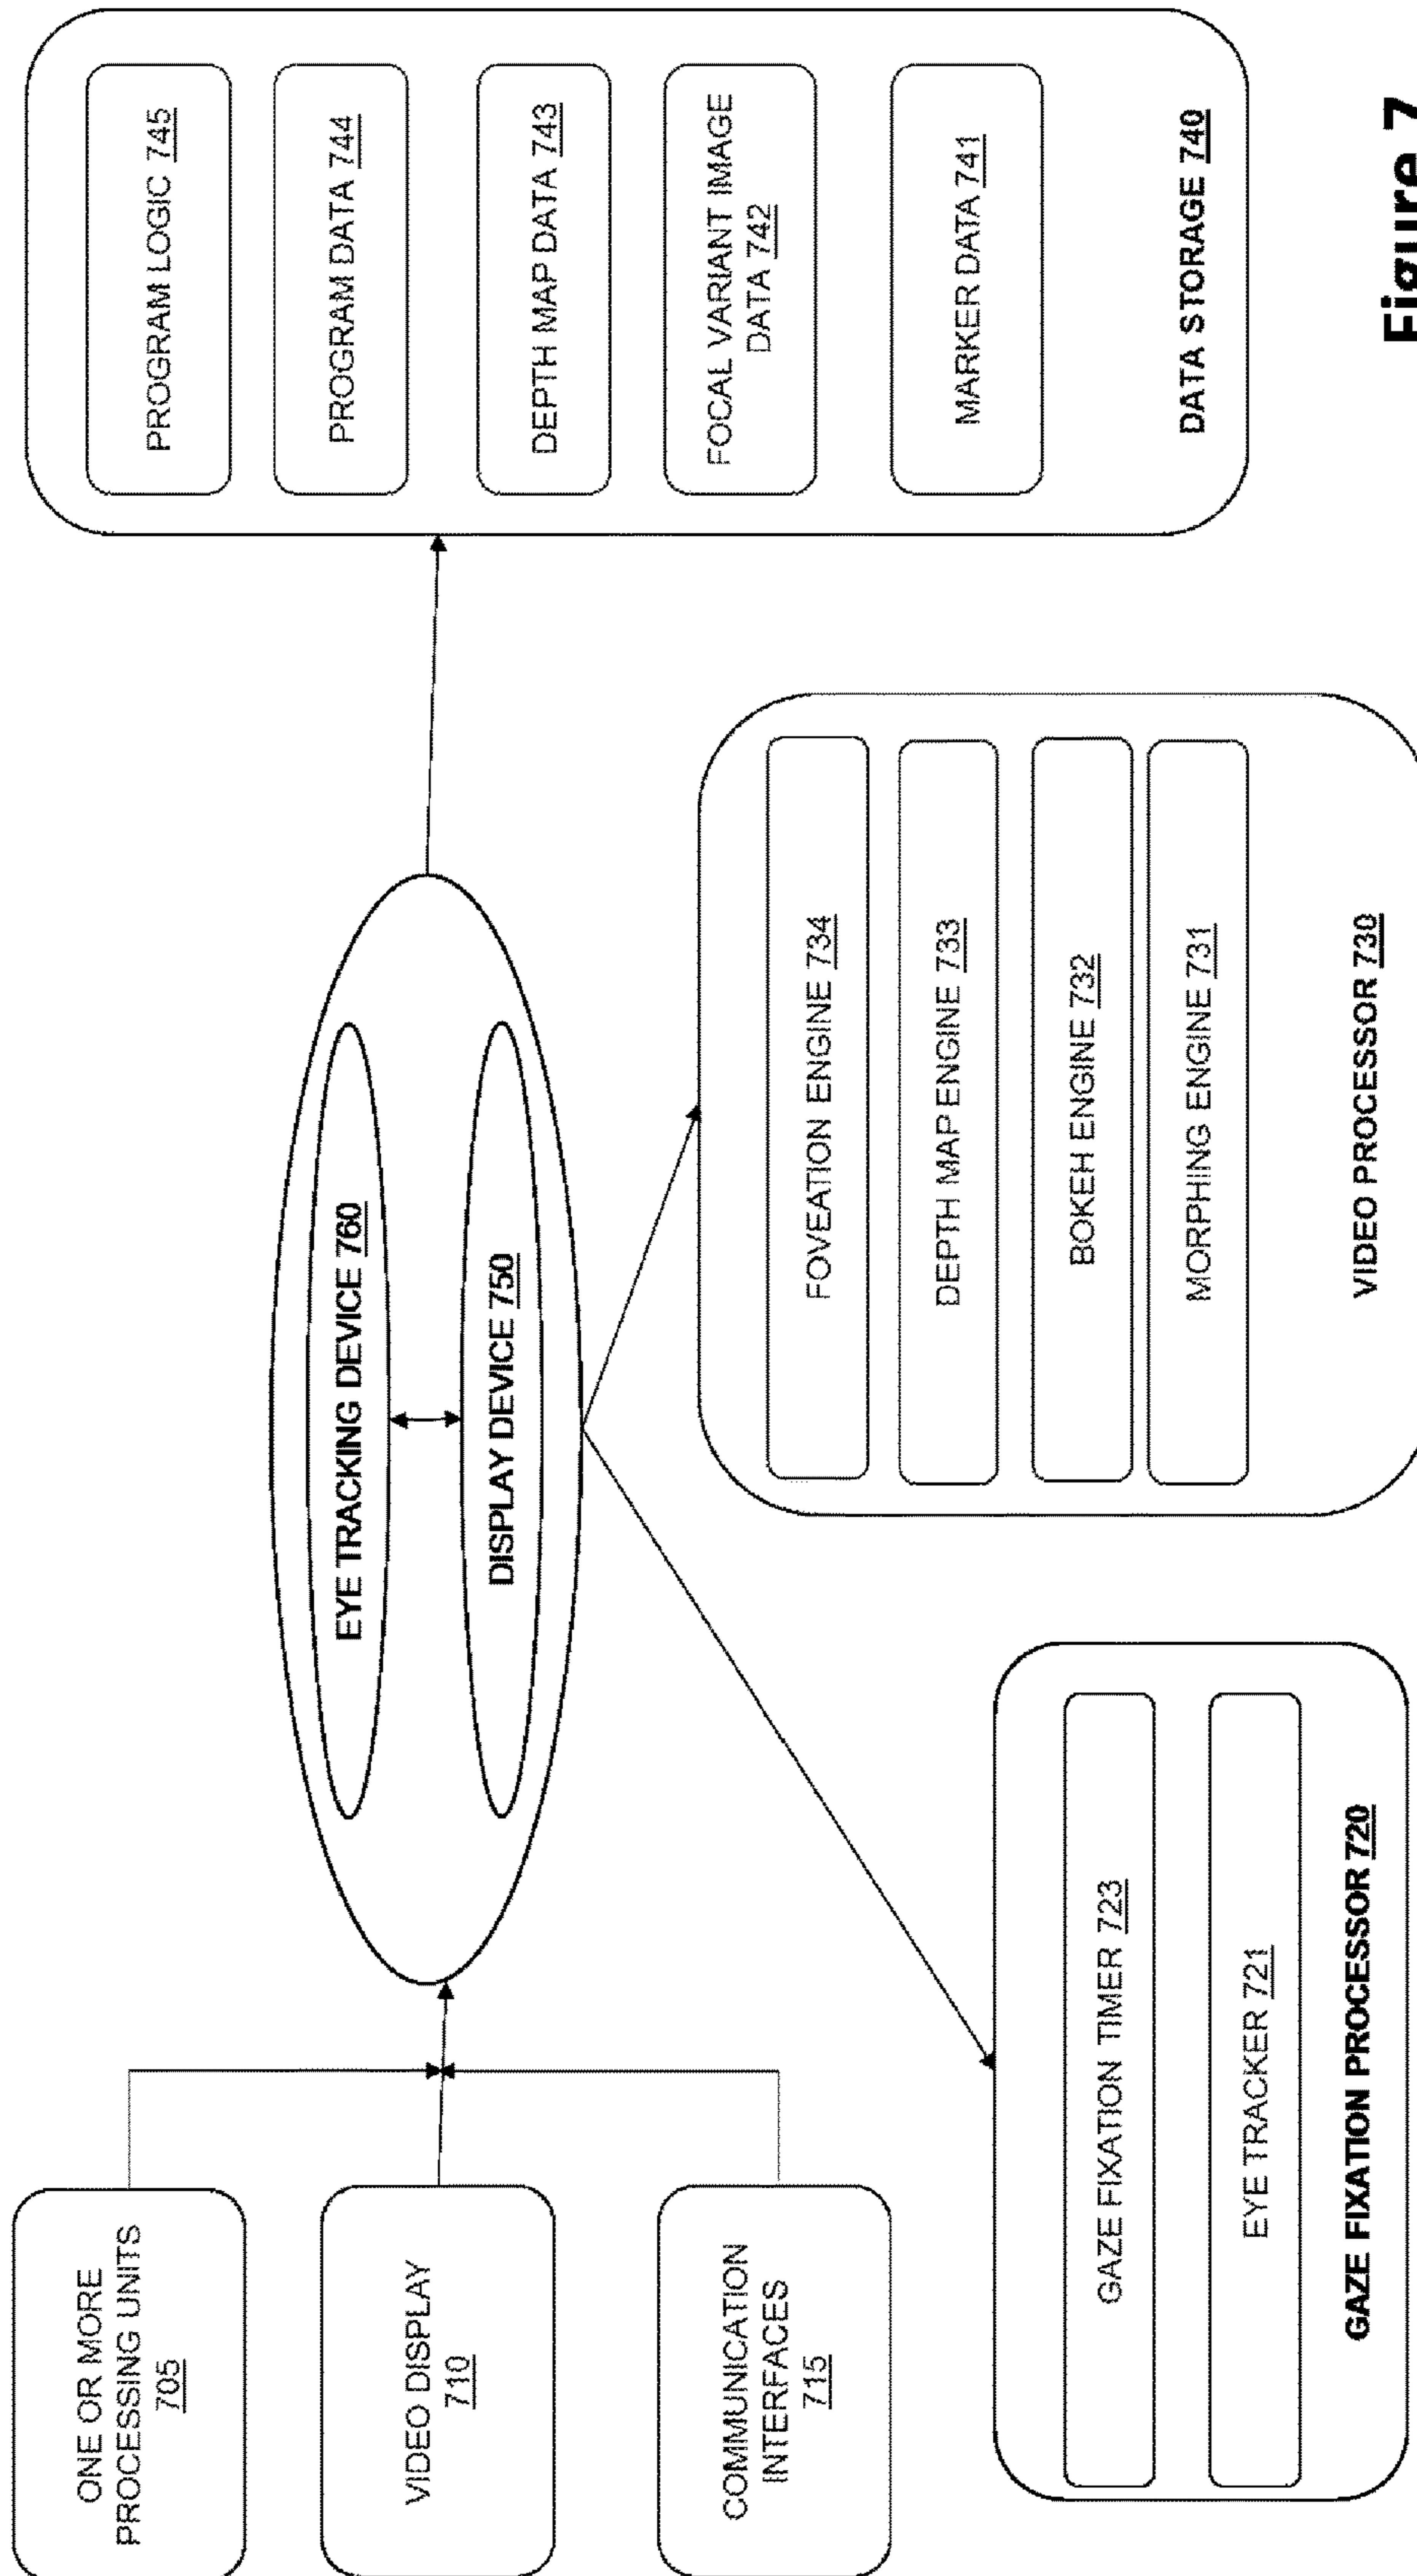 ONE OR MORE
PROCESSING UNITS
705
VIDEO DISPLAY
710
COMMUNICATION
INTERFACES
715
EYE TRACKING DEVICE 760
DISPLAY DEVICE 750
GAZE FIXATION TIMER 723
EYE TRACKER 721
GAZE FIXATION PROCESSOR 720
FOVEATION ENGINE 734
DEPTH MAP ENGINE 733
BOKEH ENGINE 732
MORPHING ENGINE 731
VIDEO PROCESSOR 730
PROGRAM LOGIC 745
PROGRAM DATA 744
DEPTH MAP DATA 743
FOCAL VARIANT IMAGE
DATA 742
MARKER DATA 741
DATA STORAGE 740
Figure 7